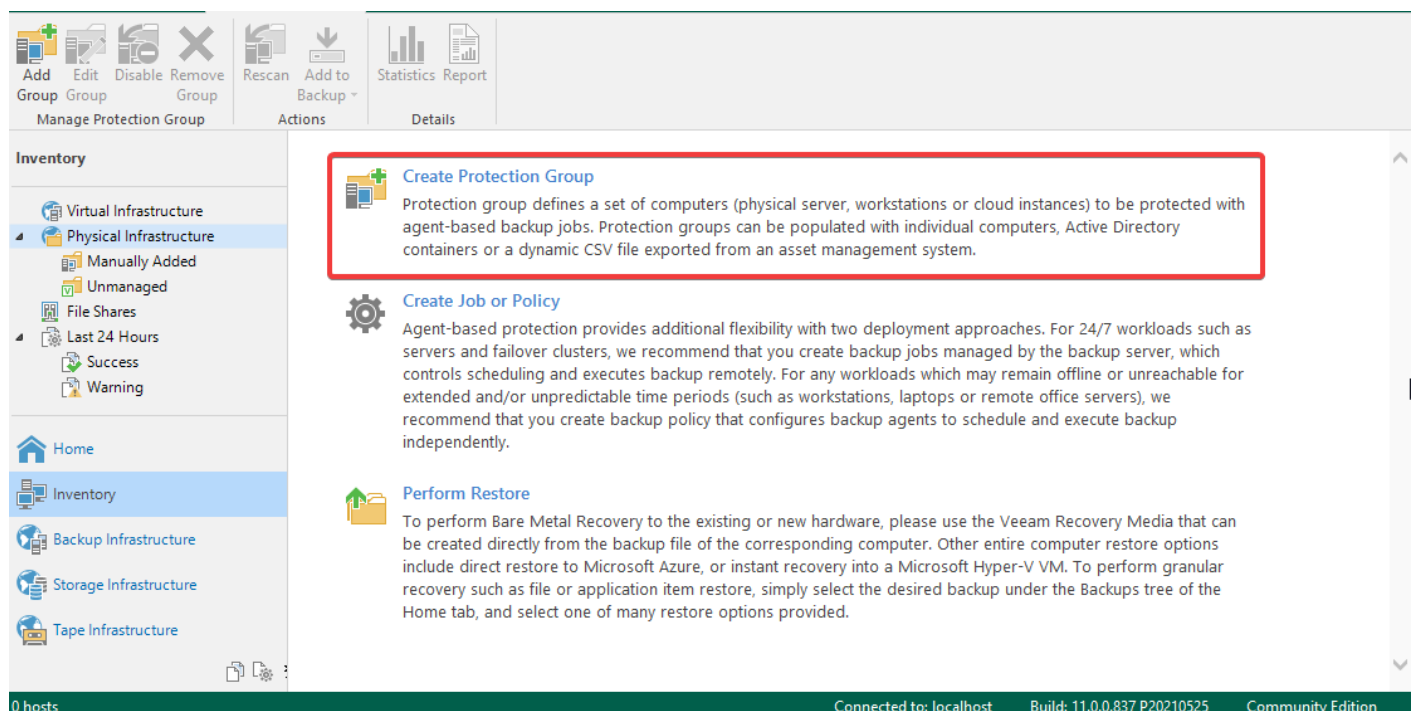 Add Group
Edit Group
Disable
Remove Group
Rescan
Add to Backup
Statistics
Report
Manage Protection Group
Actions
Details
Inventory
Virtual Infrastructure
Physical Infrastructure
Manually Added
Unmanaged
File Shares
Last 24 Hours
Success
Warning
Home
Inventory
Backup Infrastructure
Storage Infrastructure
Tape Infrastructure
Create Protection Group
Protection group defines a set of computers (physical server, workstations or cloud instances) to be protected with
agent-based backup jobs. Protection groups can be populated with individual computers, Active Directory
containers or a dynamic CSV file exported from an asset management system.
Create Job or Policy
Agent-based protection provides additional flexibility with two deployment approaches. For 24/7 workloads such as
servers and failover clusters, we recommend that you create backup jobs managed by the backup server, which
controls scheduling and executes backup remotely. For any workloads which may remain offline or unreachable for
extended and/or unpredictable time periods (such as workstations, laptops or remote office servers), we
recommend that you create backup policy that configures backup agents to schedule and execute backup
independently.
Perform Restore
To perform Bare Metal Recovery to the existing or new hardware, please use the Veeam Recovery Media that can
be created directly from the backup file of the corresponding computer. Other entire computer restore options
include direct restore to Microsoft Azure, or instant recovery into a Microsoft Hyper-V VM. To perform granular
recovery such as file or application item restore, simply select the desired backup under the Backups tree of the
Home tab, and select one of many restore options provided.
0 hosts
Connected to: localhost
Build: 11.0.0.837 P20210525
Community Edition